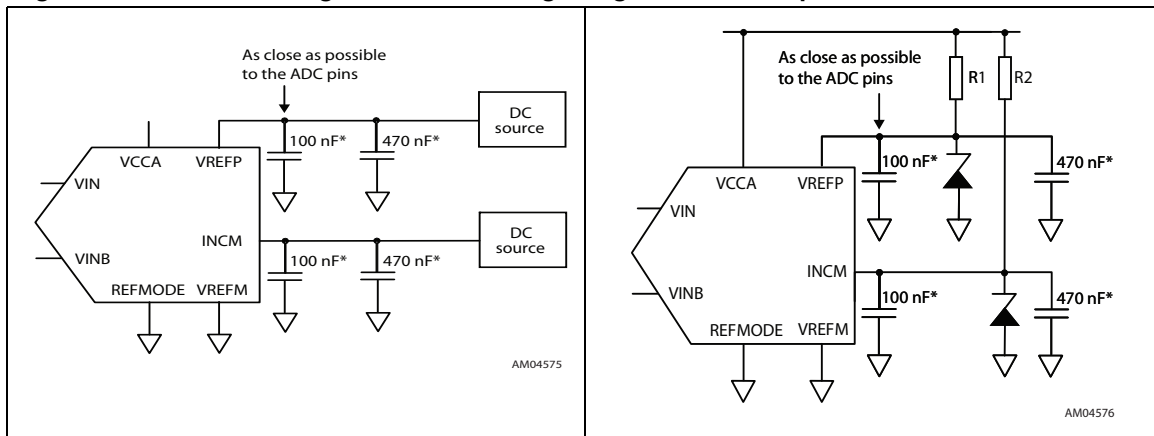 As close as possible
to the ADC pins
DC
source
100 nF*
470 nF*
VCCA
VREFP
VIN
DC
source
INCM
VINB
100 nF*
470 nF*
REFMODE
VREFM
AM04575
As close as possible
to the ADC pins
R1
R2
100 nF*
470 nF*
VCCA
VREFP
VIN
INCM
VINB
100 nF*
470 nF*
REFMODE
VREFM
AM04576